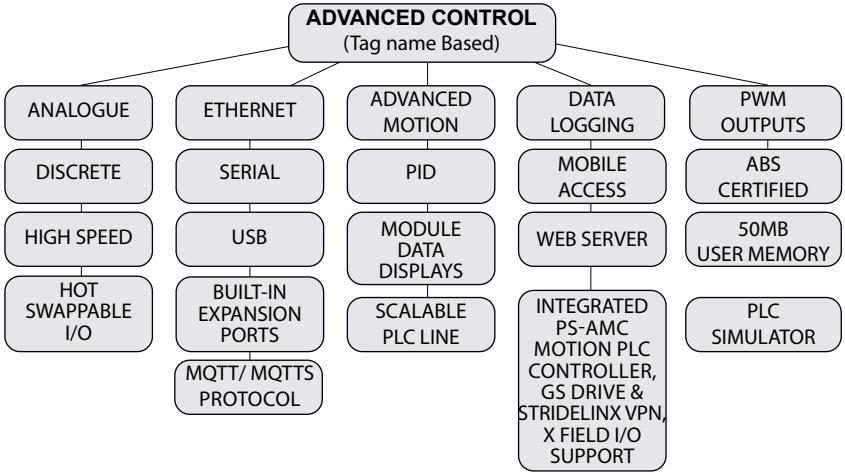 ADVANCED CONTROL
(Tag name Based)
ANALOGUE
DISCRETE
HIGH SPEED
HOT
SWAPPABLE
I/O
ETHERNET
SERIAL
USB
BUILT-IN
EXPANSION
PORTS
MQTT/ MQTTS
PROTOCOL
ADVANCED
MOTION
PID
MODULE
DATA
DISPLAYS
SCALABLE
PLC LINE
DATA
LOGGING
MOBILE
ACCESS
WEB SERVER
INTEGRATED
PS-AMC
MOTION PLC
CONTROLLER,
GS DRIVE &
STRIDELINX VPN,
X FIELD I/O
SUPPORT
PWM
OUTPUTS
ABS
CERTIFIED
50MB
USER MEMORY
PLC
SIMULATOR